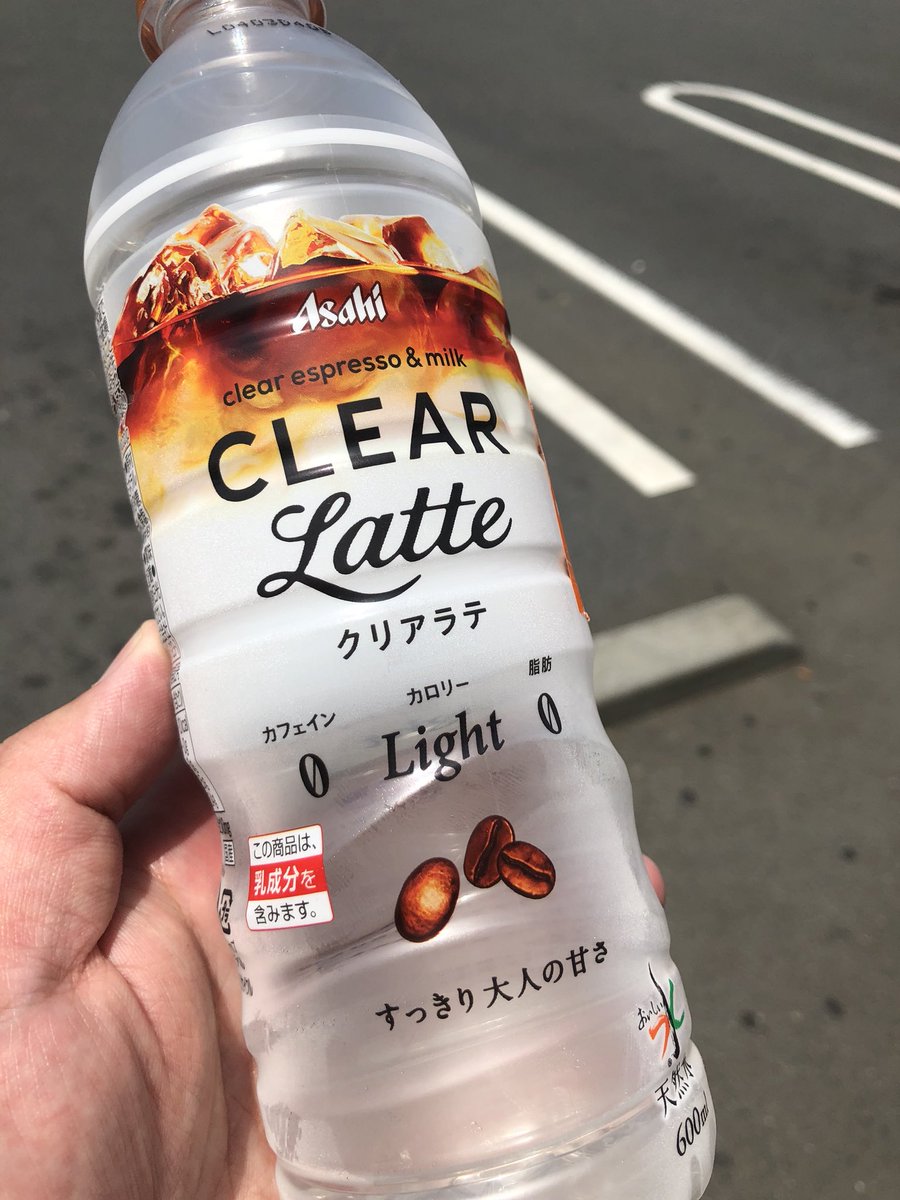 Asahi
clear espresso & milk
CLEAR
Latte
クリアラテ
カフェイン
0
カロリー
Light
脂肪
0
この商品は、
乳成分を
含みます。
すっきり大人の甘さ
おいしい
水
天然水
600ml